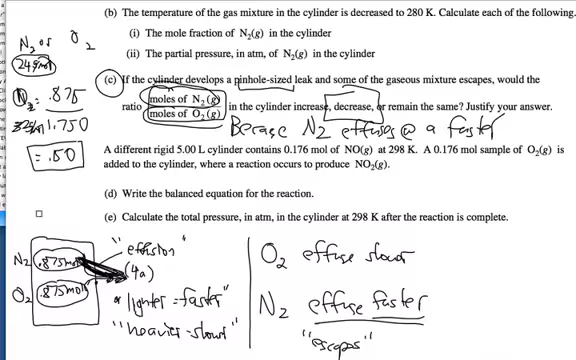 (b) The temperature of the gas mixture in the cylinder is decreased to 280 K. Calculate each of the following.
(i) The mole fraction of N₂(g) in the cylinder
(ii) The partial pressure, in atm, of N₂(g) in the cylinder
N₂ or O₂
N₂ = .875
1.750
= .50
(c) If the cylinder develops a pinhole-sized leak and some of the gaseous mixture escapes, would the
ratio moles of N₂(g) / moles of O₂(g) in the cylinder increase, decrease, or remain the same? Justify your answer.
N₂ effuses @ a faster
A different rigid 5.00 L cylinder contains 0.176 mol of NO(g) at 298 K. A 0.176 mol sample of O₂(g) is
added to the cylinder, where a reaction occurs to produce NO₂(g).
(d) Write the balanced equation for the reaction.
(e) Calculate the total pressure, in atm, in the cylinder at 298 K after the reaction is complete.
N₂ .875mol
O₂ .875mol
"effusion"
(4a)
"lighter = faster"
"heavier = slower"
O₂ effuse slower
N₂ effuse faster
"escapes"